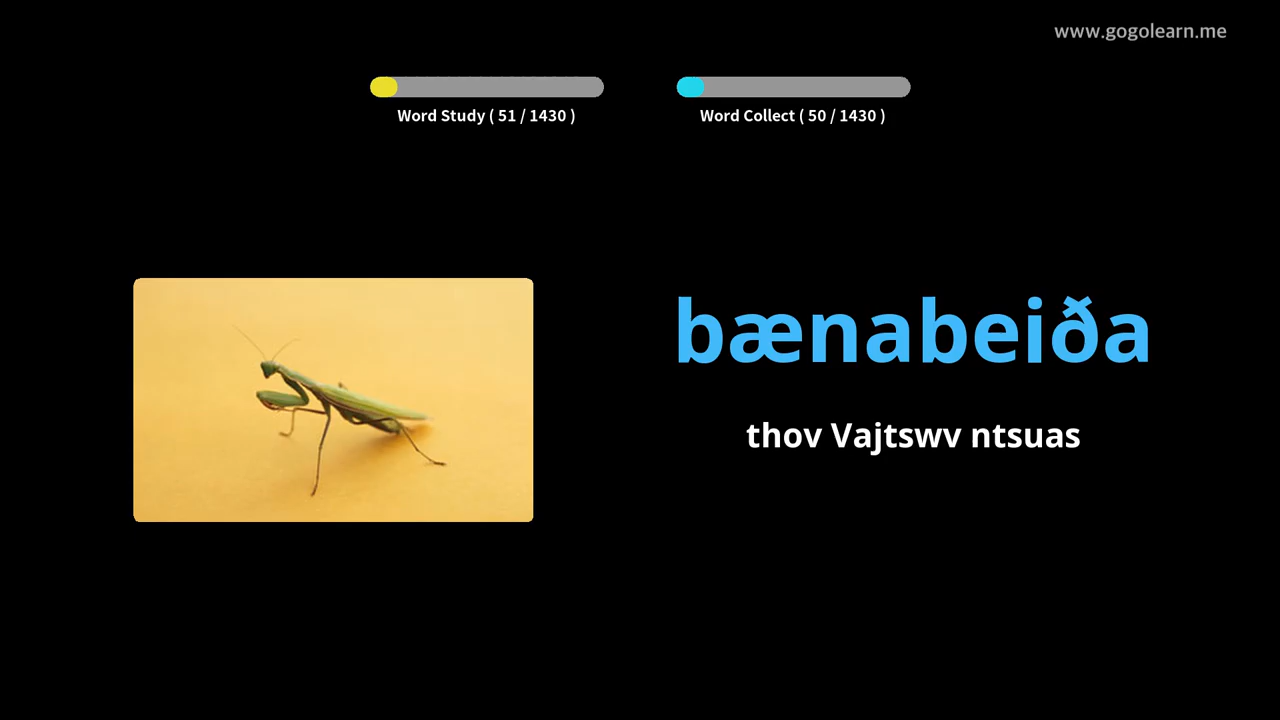 www.gogolearn.me
Word Study ( 51 / 1430 )
Word Collect ( 50 / 1430 )
bænabeiða
thov Vajtswv ntsuas